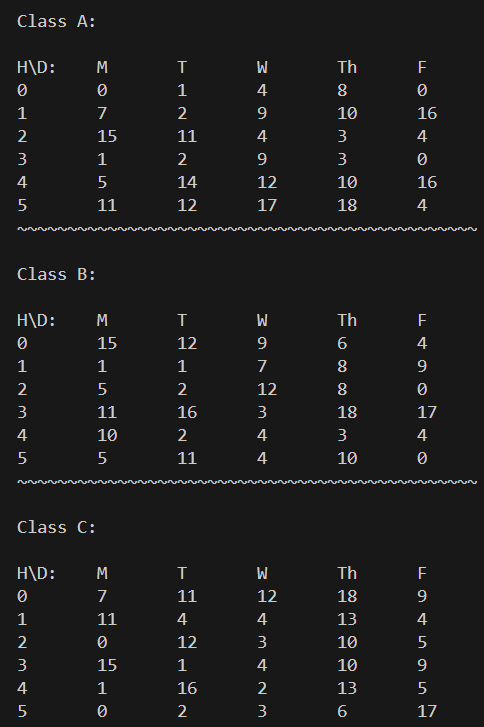 Class A:
H\D: M T W Th F
0 0 1 4 8 0
1 7 2 9 10 16
2 15 11 4 3 4
3 1 2 9 3 0
4 5 14 12 10 16
5 11 12 17 18 4
~~~~~~~~~~~~~~~~~~~~~~~~~~~~~~~~~~~~~~~~~~~~~~
Class B:
H\D: M T W Th F
0 15 12 9 6 4
1 1 1 7 8 9
2 5 2 12 8 0
3 11 16 3 18 17
4 10 2 4 3 4
5 5 11 4 10 0
~~~~~~~~~~~~~~~~~~~~~~~~~~~~~~~~~~~~~~~~~~~~~~
Class C:
H\D: M T W Th F
0 7 11 12 18 9
1 11 4 4 13 4
2 0 12 3 10 5
3 15 1 4 10 9
4 1 16 2 13 5
5 0 2 3 6 17